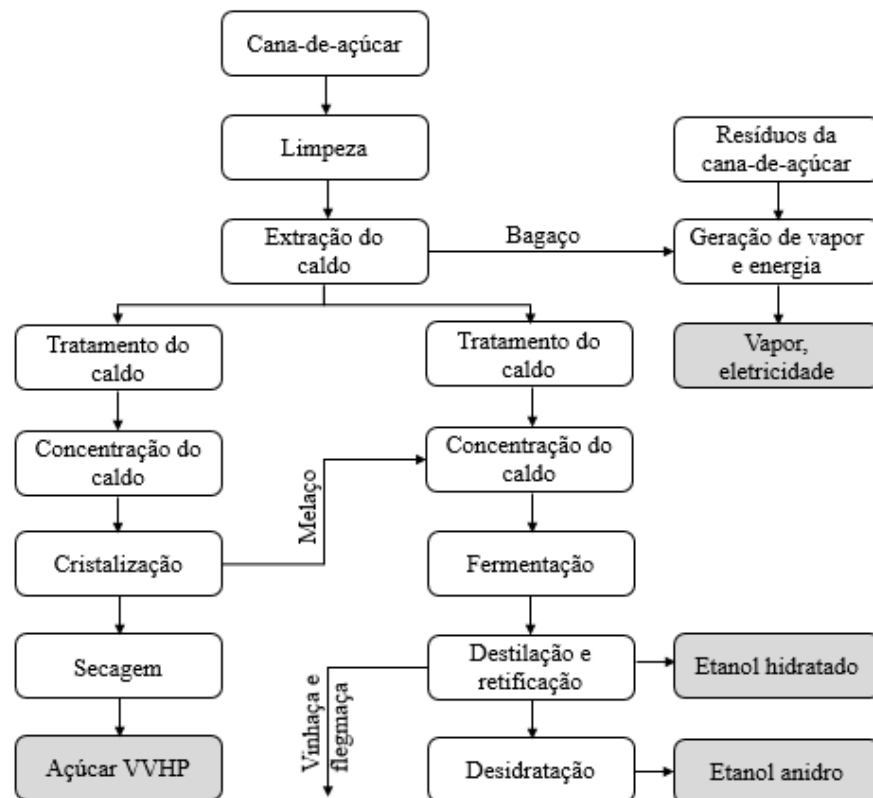 Cana-de-açúcar
Limpeza
Resíduos da
cana-de-açúcar
Extração do
caldo
Bagaço
Geração de vapor
e energia
Tratamento do
caldo
Tratamento do
caldo
Vapor,
eletricidade
Concentração do
caldo
Concentração do
caldo
Melaço
Cristalização
Fermentação
Secagem
Destilação e
retificação
Etanol hidratado
Vinhaça e
flegmaça
Açúcar VVHP
Desidratação
Etanol anidro